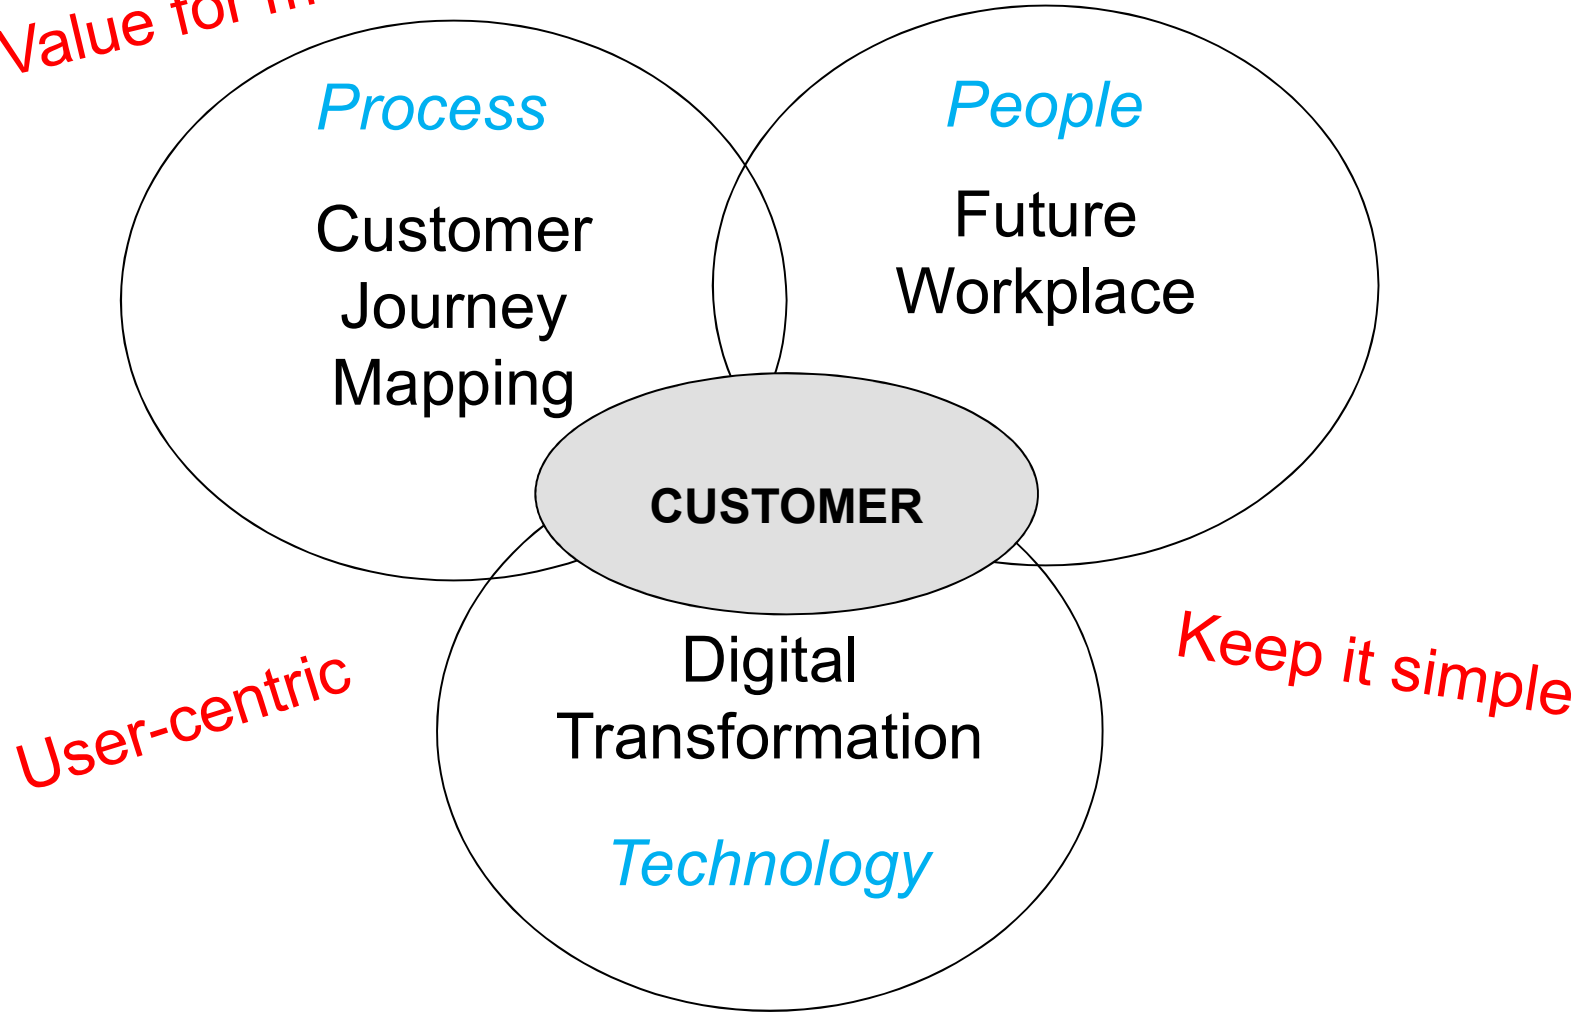 Value for
Process
Customer
Journey
Mapping
People
Future
Workplace
CUSTOMER
Digital
Transformation
Technology
User-centric
Keep it simple